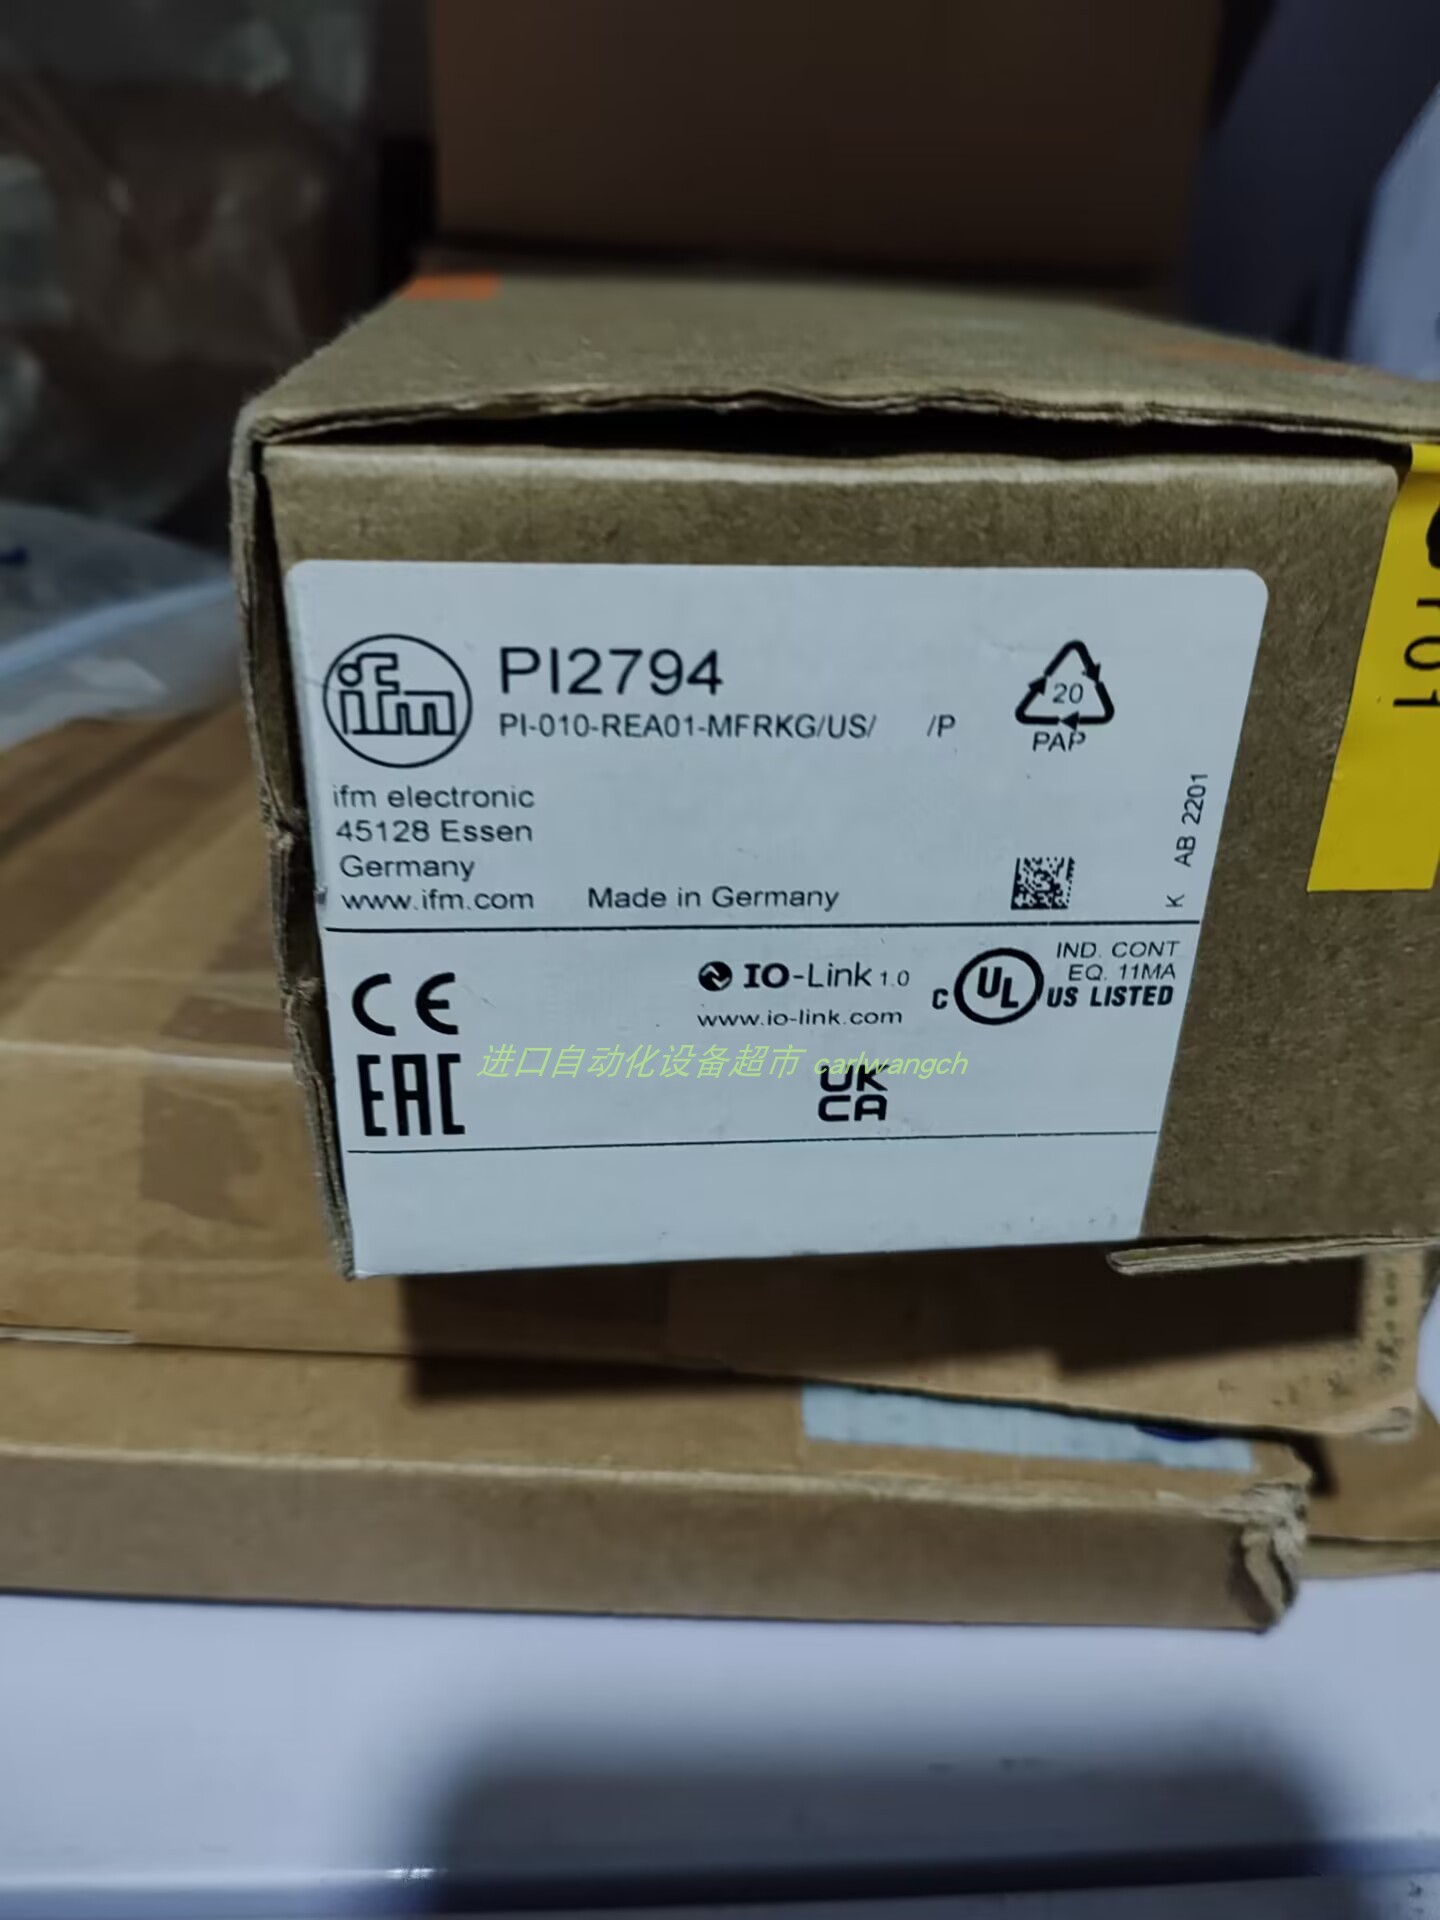 ifm
PI2794
PI-010-REA01-MFRKG/US/ /P
20
PAP
ifm electronic
45128 Essen
Germany
www.ifm.com
Made in Germany
K AB 2201
CE
IO-Link 1.0
www.io-link.com
C UL US LISTED
IND. CONT
EQ. 11MA
EAC
进口自动化设备超市 carlwangch
UK
CA